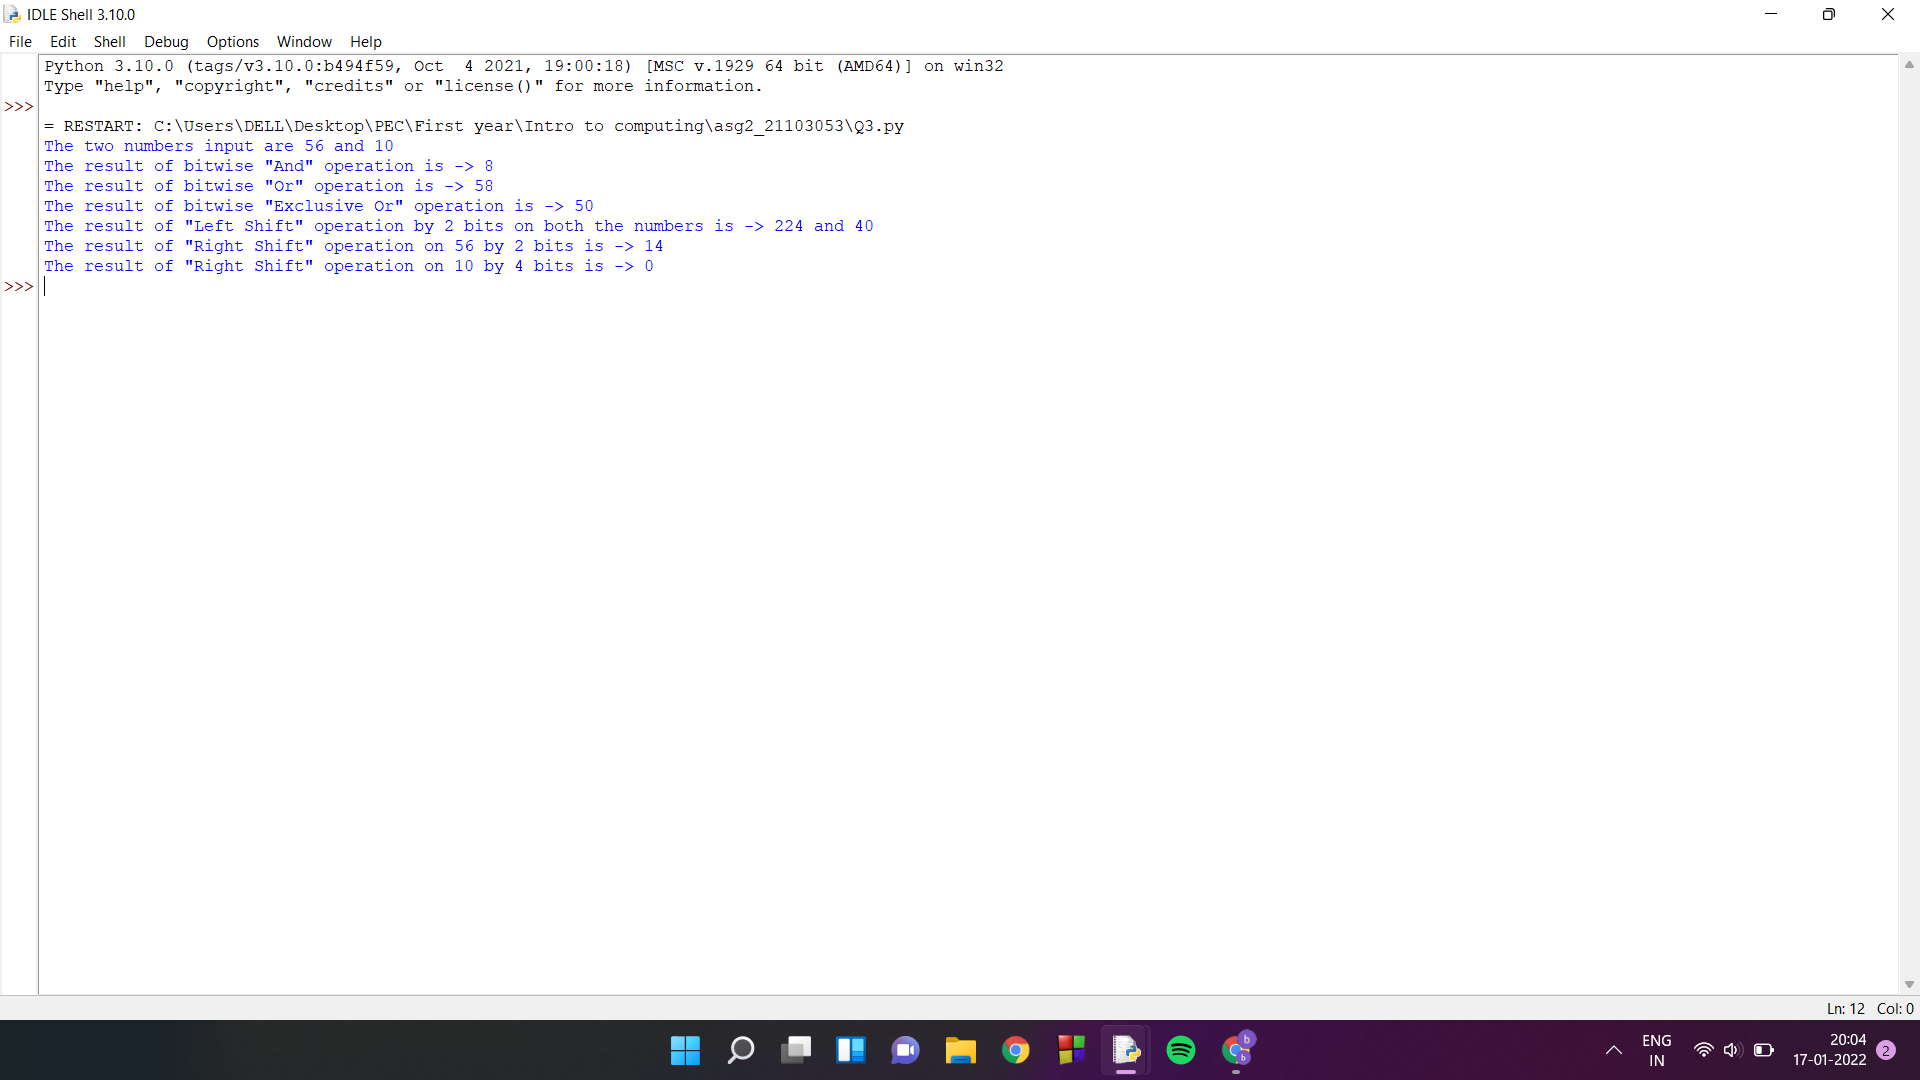 IDLE Shell 3.10.0
File Edit Shell Debug Options Window Help
Python 3.10.0 (tags/v3.10.0:b494f59, Oct  4 2021, 19:00:18) [MSC v.1929 64 bit (AMD64)] on win32
Type "help", "copyright", "credits" or "license()" for more information.
>>>
= RESTART: C:\Users\DELL\Desktop\PEC\First year\Intro to computing\asg2_21103053\Q3.py
The two numbers input are 56 and 10
The result of bitwise "And" operation is -> 8
The result of bitwise "Or" operation is -> 58
The result of bitwise "Exclusive Or" operation is -> 50
The result of "Left Shift" operation by 2 bits on both the numbers is -> 224 and 40
The result of "Right Shift" operation on 56 by 2 bits is -> 14
The result of "Right Shift" operation on 10 by 4 bits is -> 0
>>>
Ln: 12 Col: 0
b
b
ENG
IN
20:04
17-01-2022
2